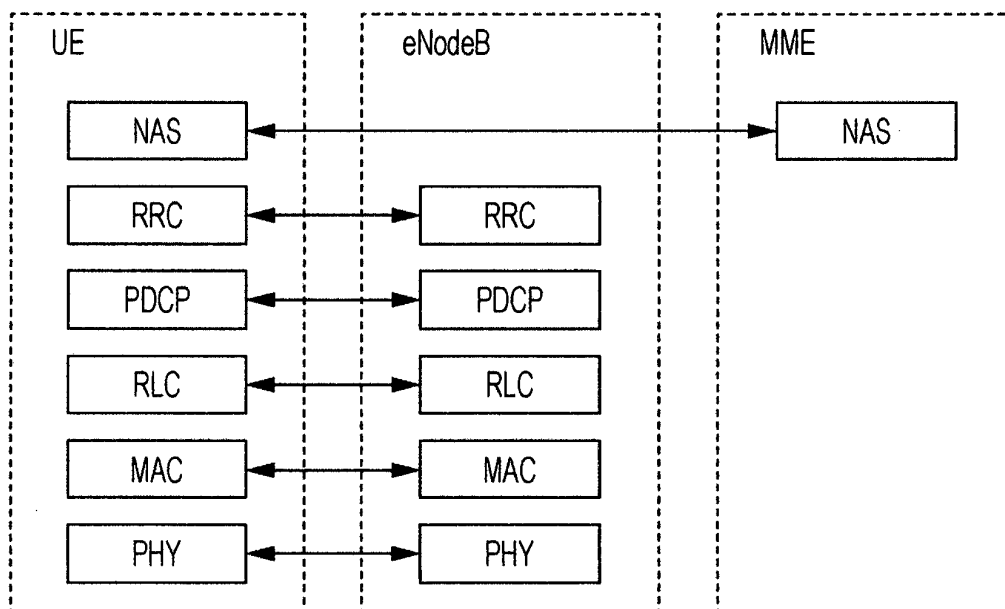 UE eNodeB MME
NAS NAS
RRC RRC
PDCP PDCP
RLC RLC
MAC MAC
PHY PHY